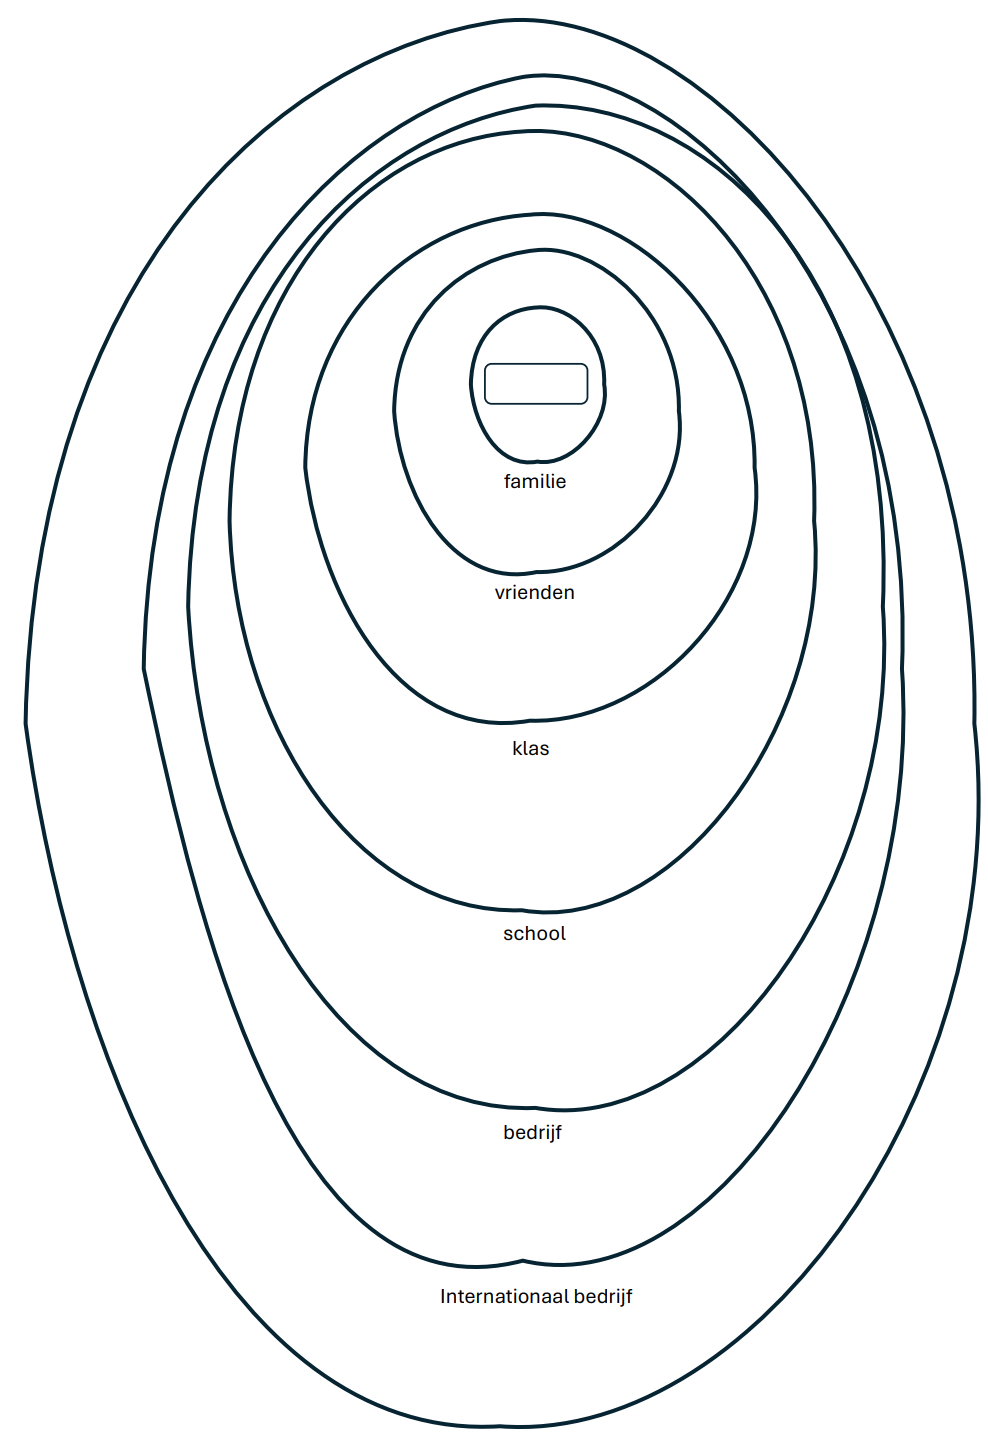 familie
vrienden
klas
school
bedrijf
Internationaal bedrijf